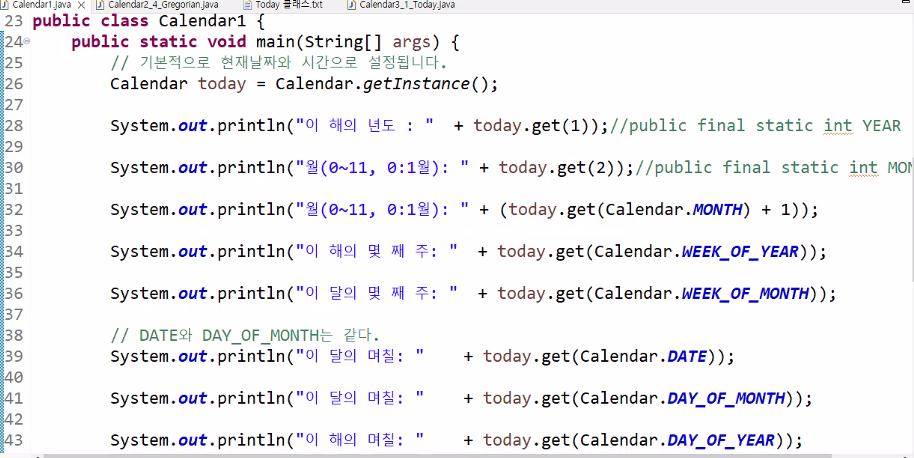 Calendar1.java Calendar2_4_Gregorian.java Today 클래스.txt Calendar3_1_Today.java
23 public class Calendar1 {
24 public static void main(String[] args) {
25 // 기본적으로 현재날짜와 시간으로 설정됩니다.
26 Calendar today = Calendar.getInstance();
27
28 System.out.println("이 해의 년도 : " + today.get(1));//public final static int YEAR
29
30 System.out.println("월(0~11, 0:1월): " + today.get(2));//public final static int MON
31
32 System.out.println("월(0~11, 0:1월): " + (today.get(Calendar.MONTH) + 1));
33
34 System.out.println("이 해의 몇 째 주: " + today.get(Calendar.WEEK_OF_YEAR));
35
36 System.out.println("이 달의 몇 째 주: " + today.get(Calendar.WEEK_OF_MONTH));
37
38 // DATE와 DAY_OF_MONTH는 같다.
39 System.out.println("이 달의 며칠: " + today.get(Calendar.DATE));
40
41 System.out.println("이 달의 며칠: " + today.get(Calendar.DAY_OF_MONTH));
42
43 System.out.println("이 해의 며칠: " + today.get(Calendar.DAY_OF_YEAR));